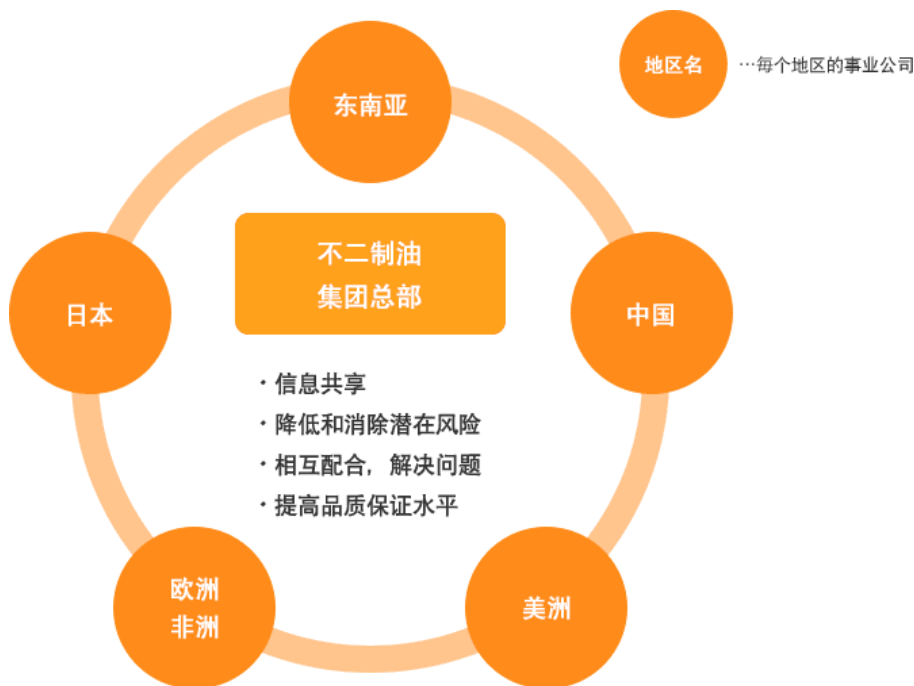 东南亚
地区名
…每个地区的事业公司
不二制油
集团总部
日本
中国
・信息共享
・降低和消除潜在风险
・相互配合，解决问题
・提高品质保证水平
欧洲
非洲
美洲